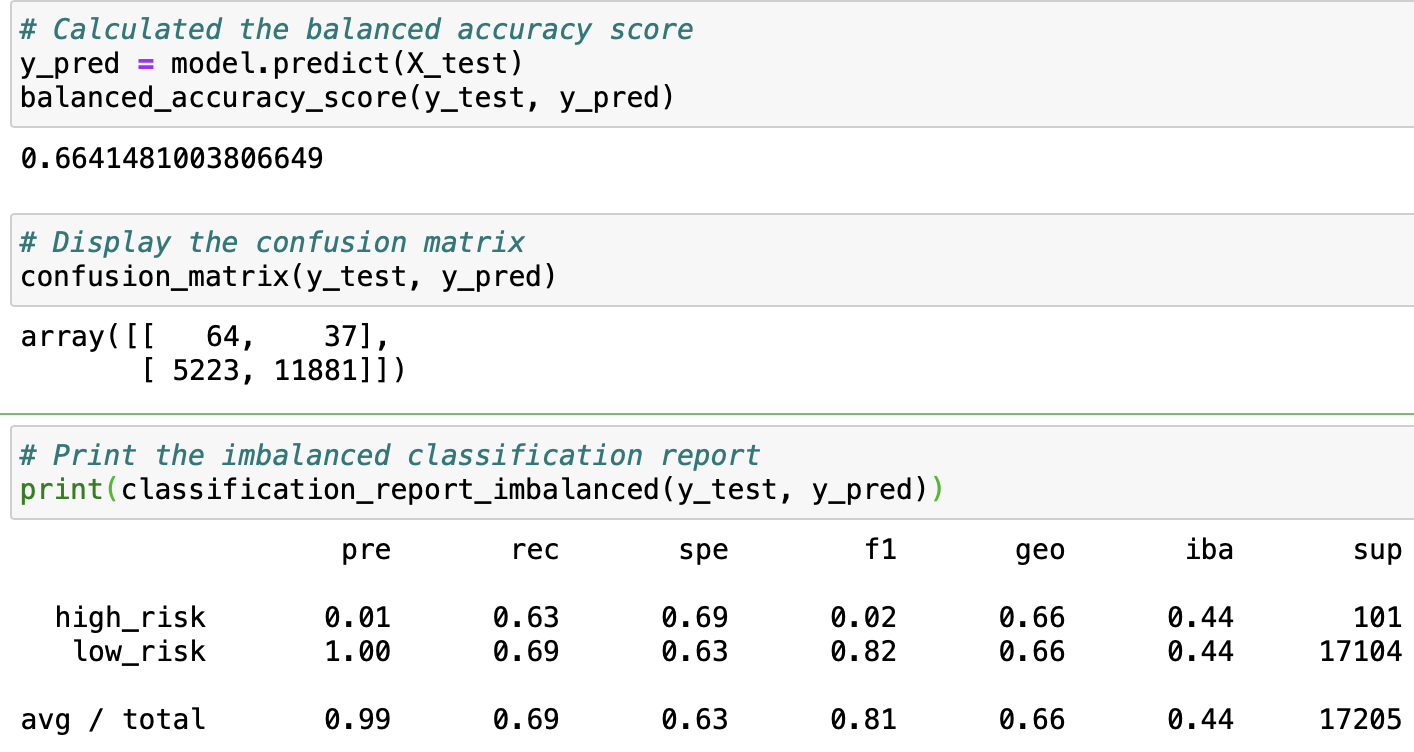 # Calculated the balanced accuracy score
y_pred = model.predict(X_test)
balanced_accuracy_score(y_test, y_pred)
0.6641481003806649
# Display the confusion matrix
confusion_matrix(y_test, y_pred)
array([[   64,    37],
       [ 5223, 11881]])
# Print the imbalanced classification report
print(classification_report_imbalanced(y_test, y_pred))
                   pre       rec       spe        f1       geo       iba       sup
  high_risk       0.01      0.63      0.69      0.02      0.66      0.44       101
   low_risk       1.00      0.69      0.63      0.82      0.66      0.44     17104
avg / total       0.99      0.69      0.63      0.81      0.66      0.44     17205